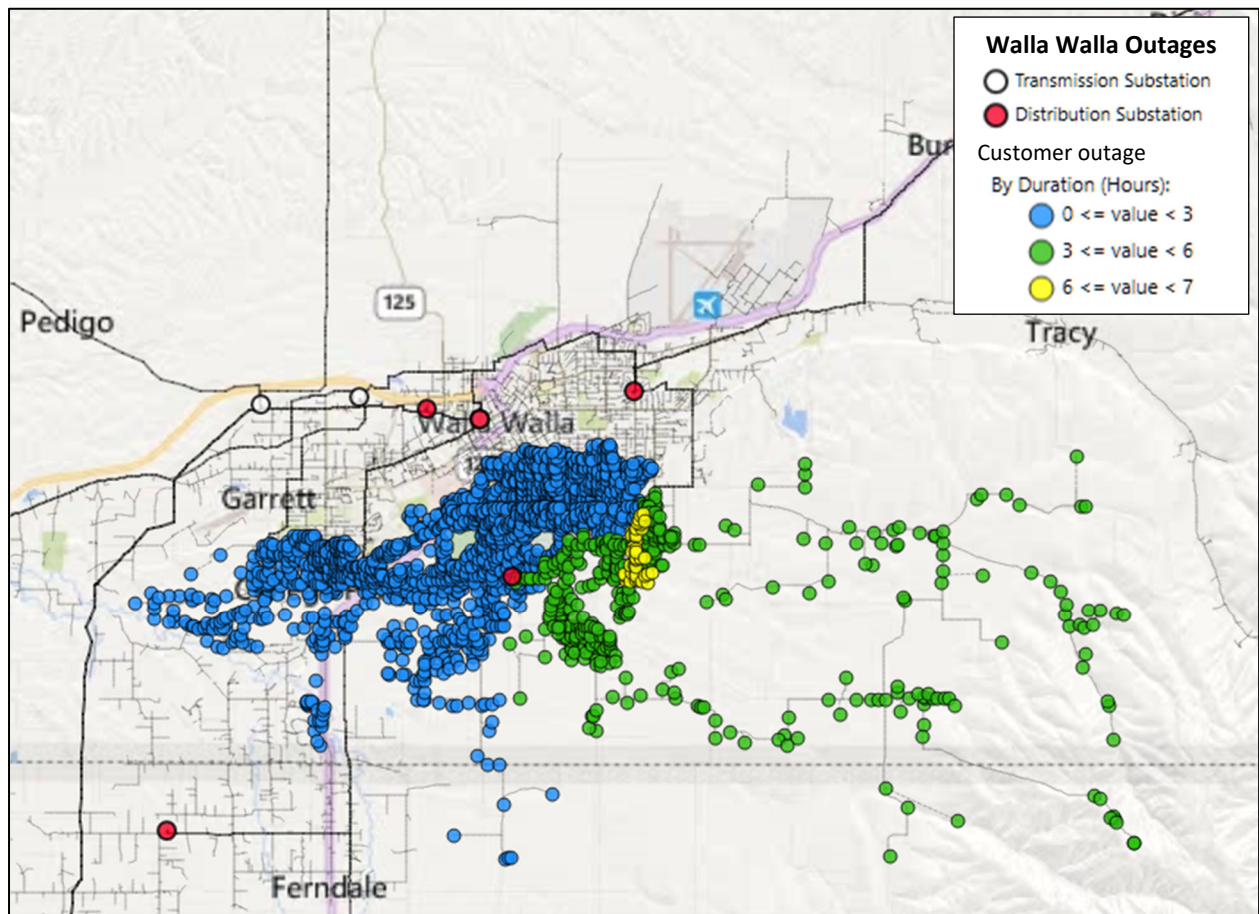 Walla Walla Outages
Transmission Substation
Distribution Substation
Customer outage
By Duration (Hours):
0 <= value < 3
3 <= value < 6
6 <= value < 7
125
Pedigo
Tracy
Walla Walla
Garrett
Ferndale